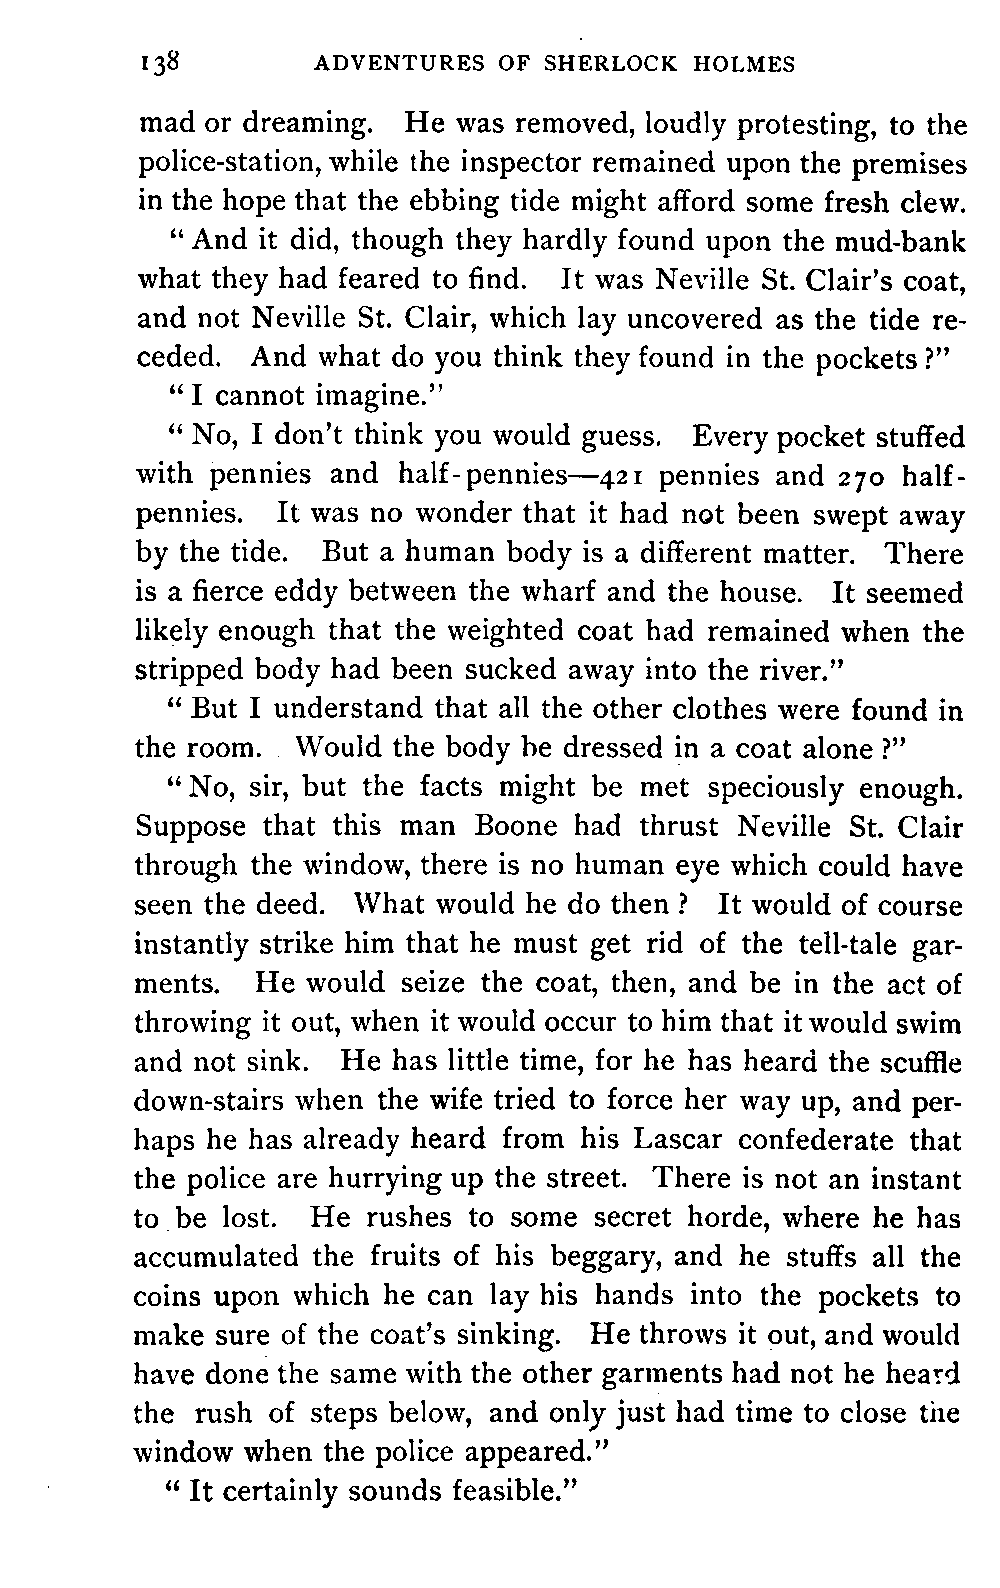 138 ADVENTURES OF SHERLOCK HOLMES
mad or dreaming. He was removed, loudly protesting, to the
police-station, while the inspector remained upon the premises
in the hope that the ebbing tide might afford some fresh clew.
“ And it did, though they hardly found upon the mud-bank
what they had feared to find. It was Neville St. Clair’s coat,
and not Neville St. Clair, which lay uncovered as the tide re-
ceded. And what do you think they found in the pockets ?”
“ I cannot imagine.”
“ No, I don’t think you would guess. Every pocket stuffed
with pennies and half-pennies—421 pennies and 270 half-
pennies. It was no wonder that it had not been swept away
by the tide. But a human body is a different matter. There
is a fierce eddy between the wharf and the house. It seemed
likely enough that the weighted coat had remained when the
stripped body had been sucked away into the river.”
“ But I understand that all the other clothes were found in
the room. Would the body be dressed in a coat alone ?”
“ No, sir, but the facts might be met speciously enough.
Suppose that this man Boone had thrust Neville St. Clair
through the window, there is no human eye which could have
seen the deed. What would he do then ? It would of course
instantly strike him that he must get rid of the tell-tale gar-
ments. He would seize the coat, then, and be in the act of
throwing it out, when it would occur to him that it would swim
and not sink. He has little time, for he has heard the scuffle
down-stairs when the wife tried to force her way up, and per-
haps he has already heard from his Lascar confederate that
the police are hurrying up the street. There is not an instant
to be lost. He rushes to some secret horde, where he has
accumulated the fruits of his beggary, and he stuffs all the
coins upon which he can lay his hands into the pockets to
make sure of the coat’s sinking. He throws it out, and would
have done the same with the other garments had not he heard
the rush of steps below, and only just had time to close the
window when the police appeared.”
“ It certainly sounds feasible.”